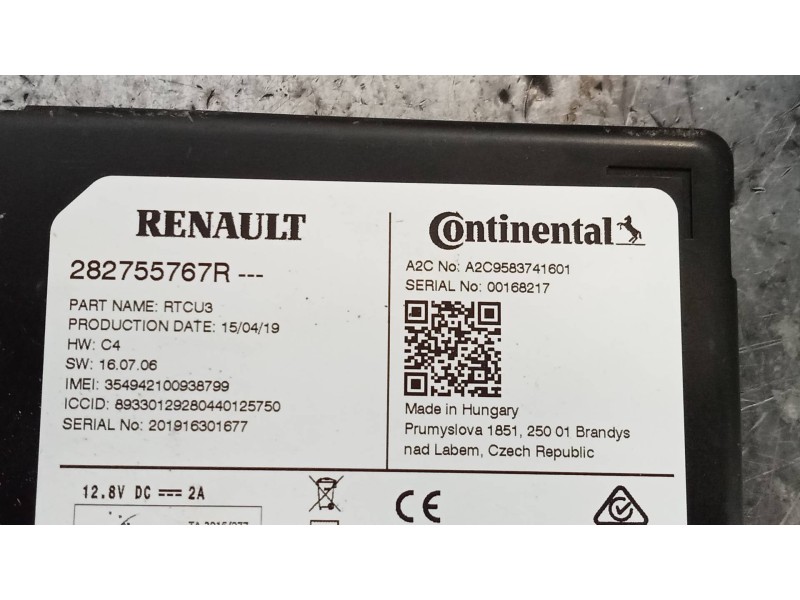 RENAULT
282755767R ---
PART NAME: RTCU3
PRODUCTION DATE: 15/04/19
HW: C4
SW: 16.07.06
IMEI: 354942100938799
ICCID: 89330129280440125750
SERIAL No: 201916301677
Continental
A2C No: A2C9583741601
SERIAL No: 00168217
Made in Hungary
Prumyslova 1851, 250 01 Brandys
nad Labem, Czech Republic
12.8V DC 2A
CE